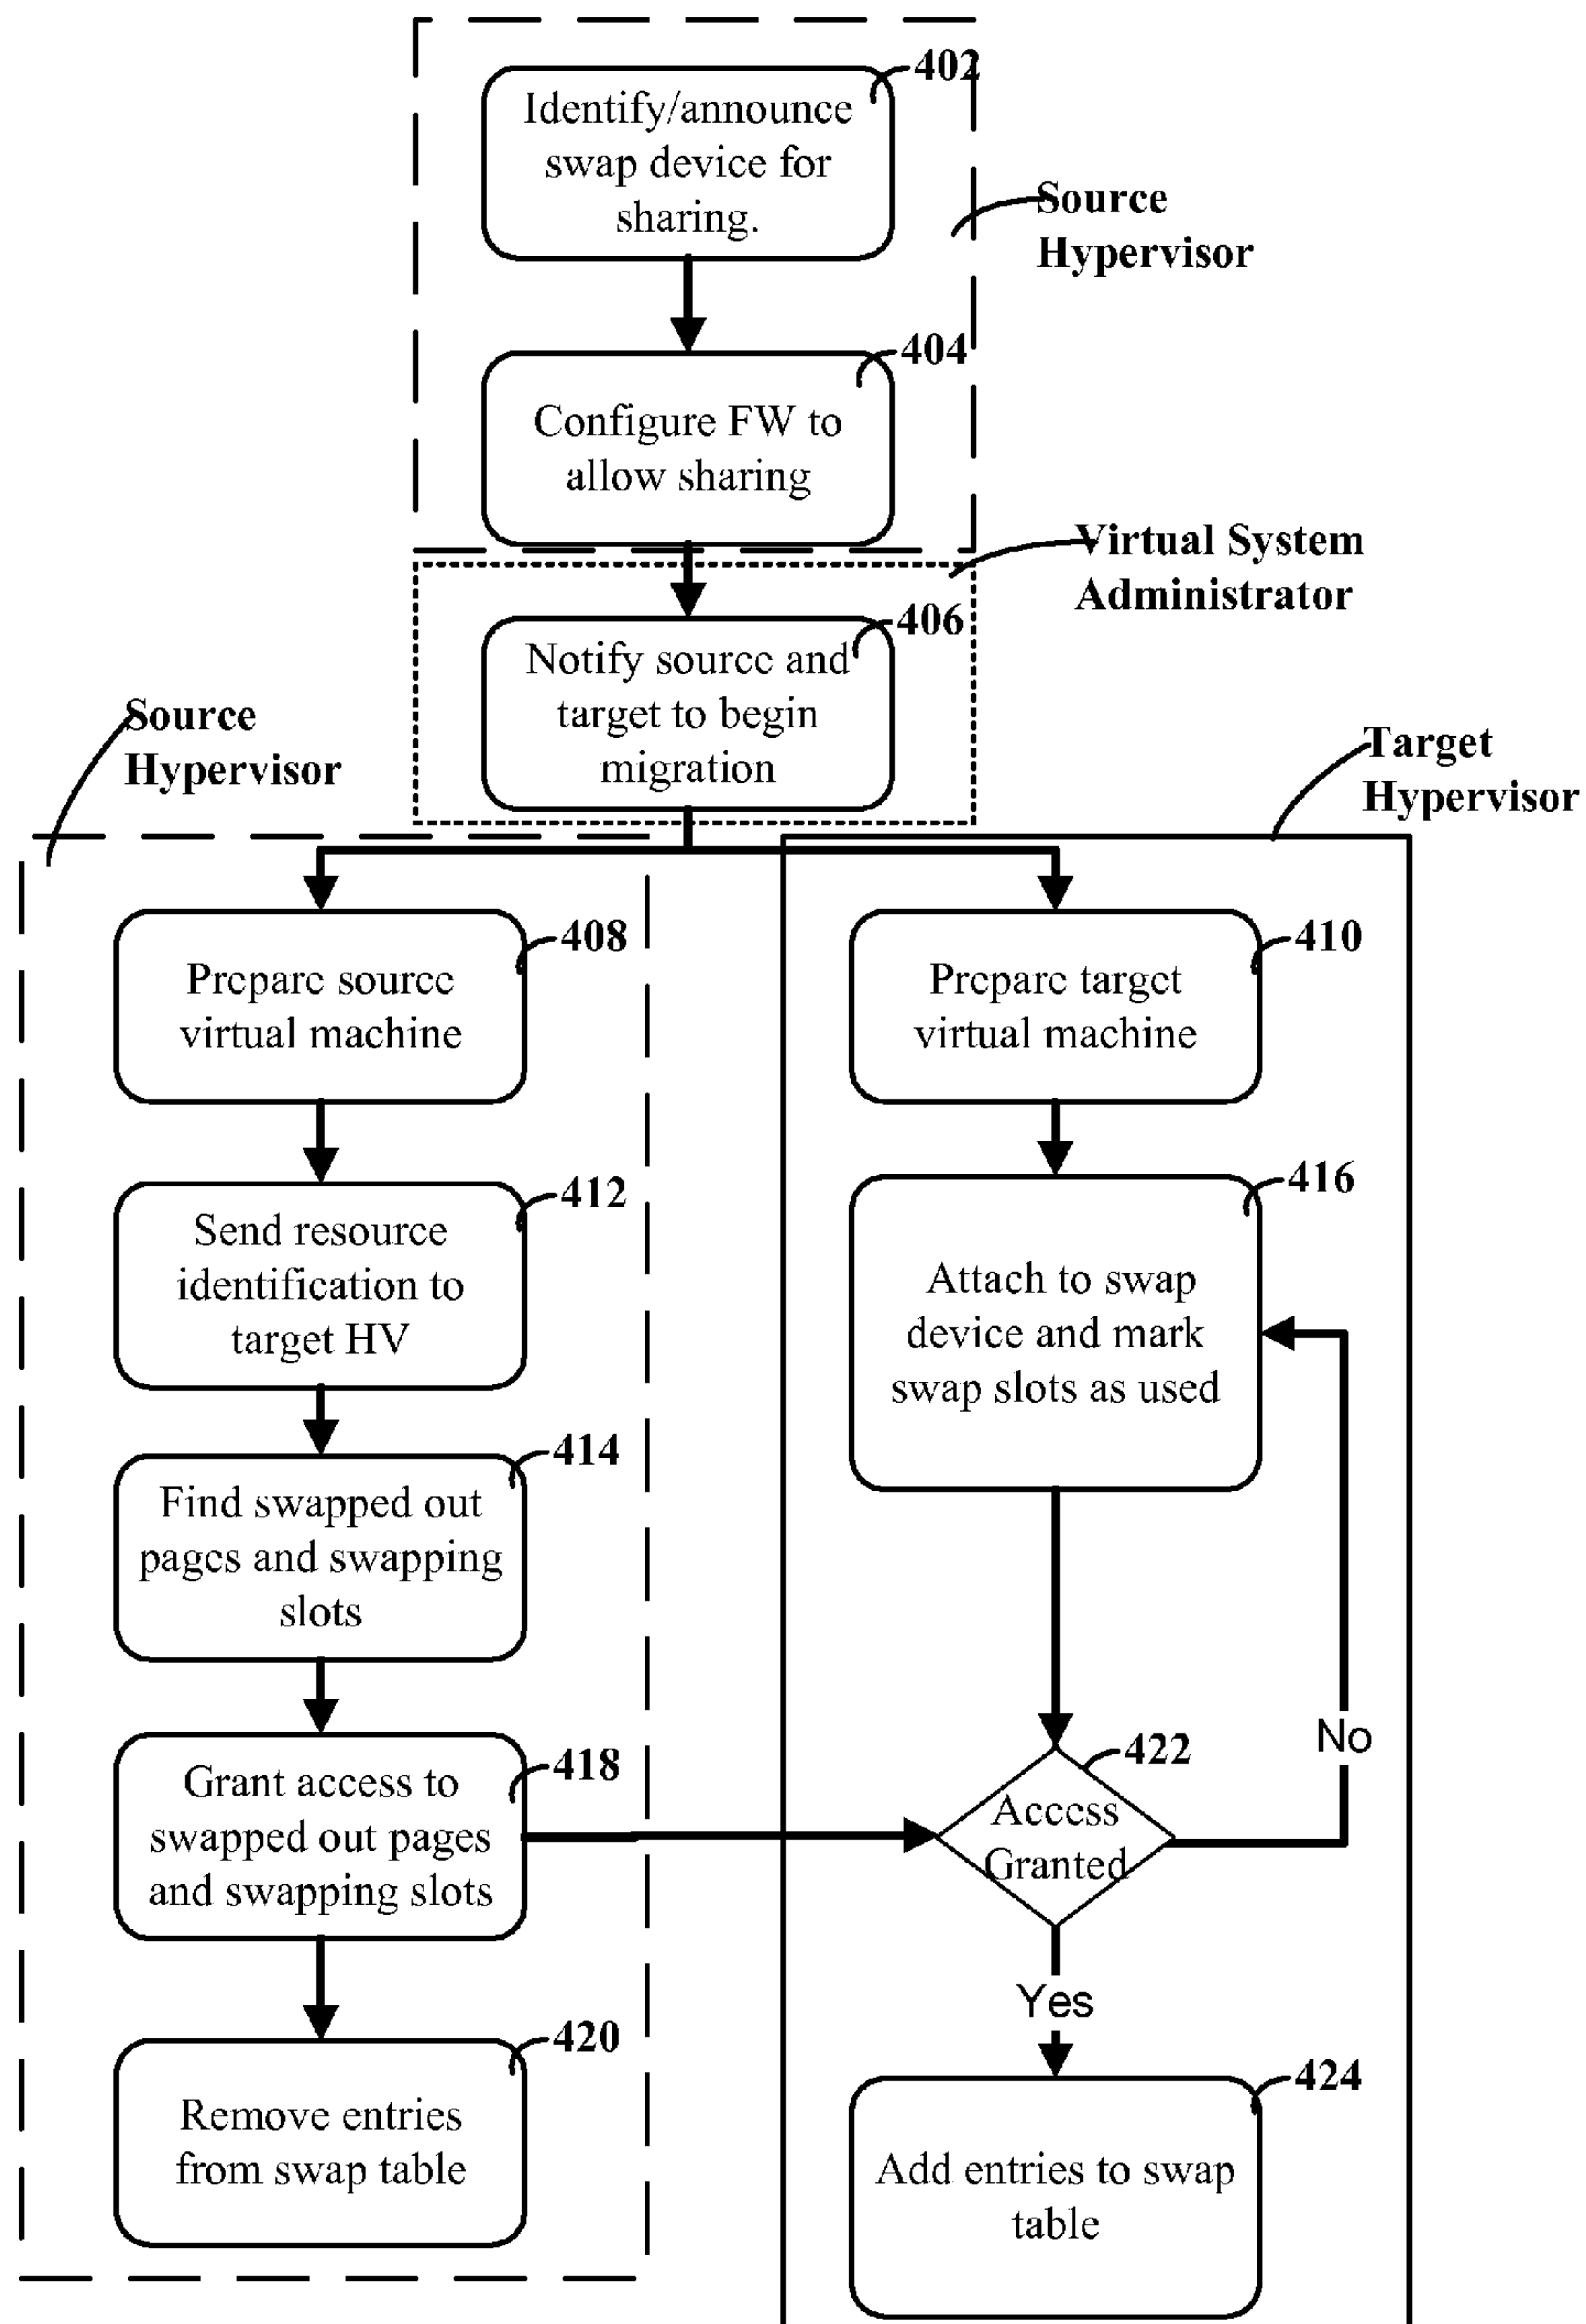 402
Identify/announce
swap device for
sharing.
Source
Hypervisor
404
Configure FW to
allow sharing
Virtual System
Administrator
406
Notify source and
target to begin
migration
Source
Hypervisor
Target
Hypervisor
408
Prepare source
virtual machine
410
Prepare target
virtual machine
412
Send resource
identification to
target HV
416
Attach to swap
device and mark
swap slots as used
414
Find swapped out
pages and swapping
slots
418
Grant access to
swapped out pages
and swapping slots
422
Access
Granted
No
Yes
420
Remove entries
from swap table
424
Add entries to swap
table